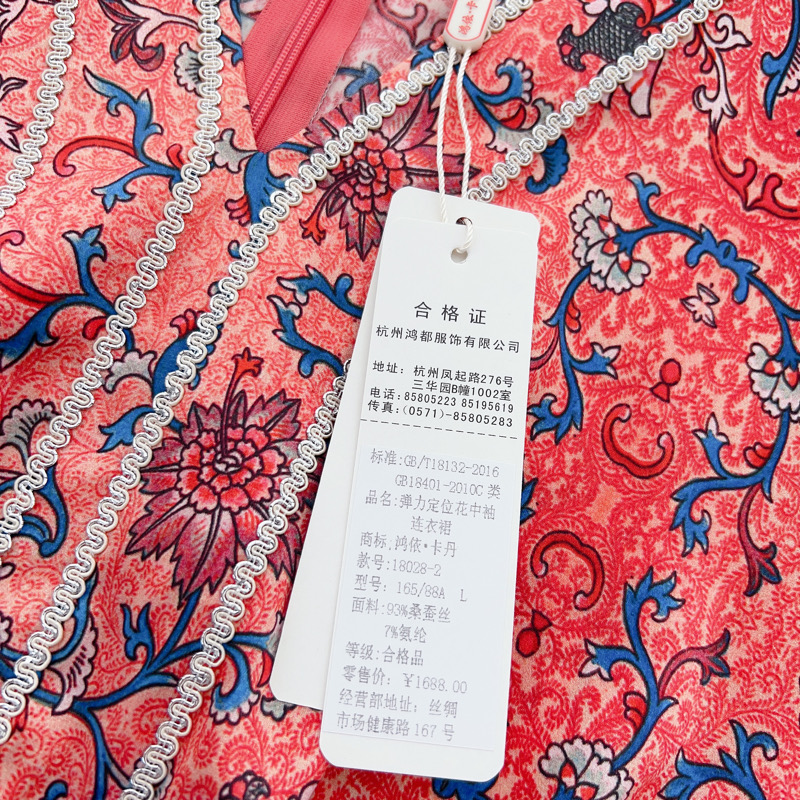 合格证
杭州鸿都服饰有限公司
地址：杭州凤起路276号
三华园B幢1002室
电话：85805223 85195619
传真：(0571)-85805283
标准:GB/T18132-2016
GB18401-2010C 类
品名:弹力定位花中袖
连衣裙
商标:鸿依•卡丹
款号:18028-2
型号: 165/88A L
面料:93%桑蚕丝
7%氨纶
等级:合格品
零售价: ¥1688.00
经营部地址: 丝绸
市场健康路167号